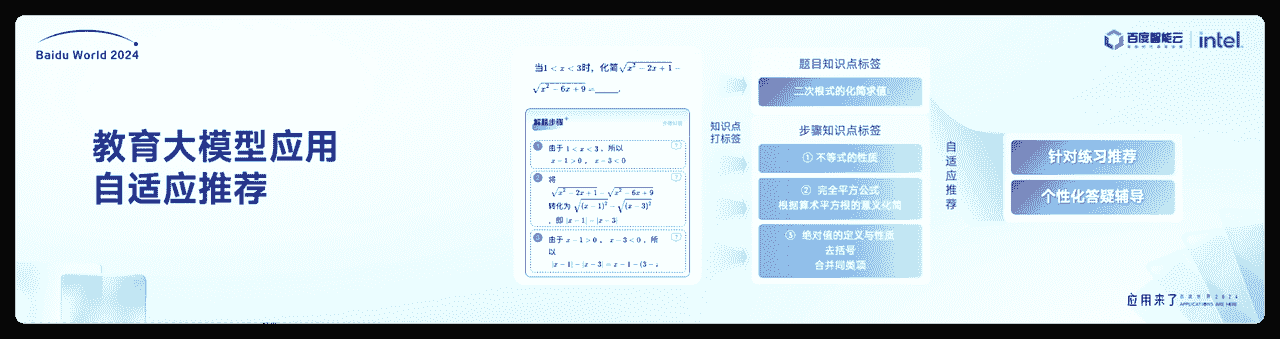 Baidu World 2024
百度智能云
intel.
教育大模型应用
自适应推荐
当1 < x < 3时，化简√(x² − 2x + 1) −
√(x² − 6x + 9) = ____.
解题步骤
1 由于 1 < x < 3，所以
x − 1 > 0， x − 3 < 0
2 将
√(x² − 2x + 1) − √(x² − 6x + 9)
转化为 √((x − 1)²) − √((x − 3)²)
，即 |x − 1| − |x − 3|
3 由于 x − 1 > 0， x − 3 < 0，所
以
|x − 1| − |x − 3| = x − 1 − (3 −
知识点
打标签
题目知识点标签
二次根式的化简求值
步骤知识点标签
① 不等式的性质
② 完全平方公式
根据算术平方根的意义化简
③ 绝对值的定义与性质
去括号
合并同类项
自适应推荐
针对练习推荐
个性化答疑辅导
应用来了
APPLICATIONS ARE HERE